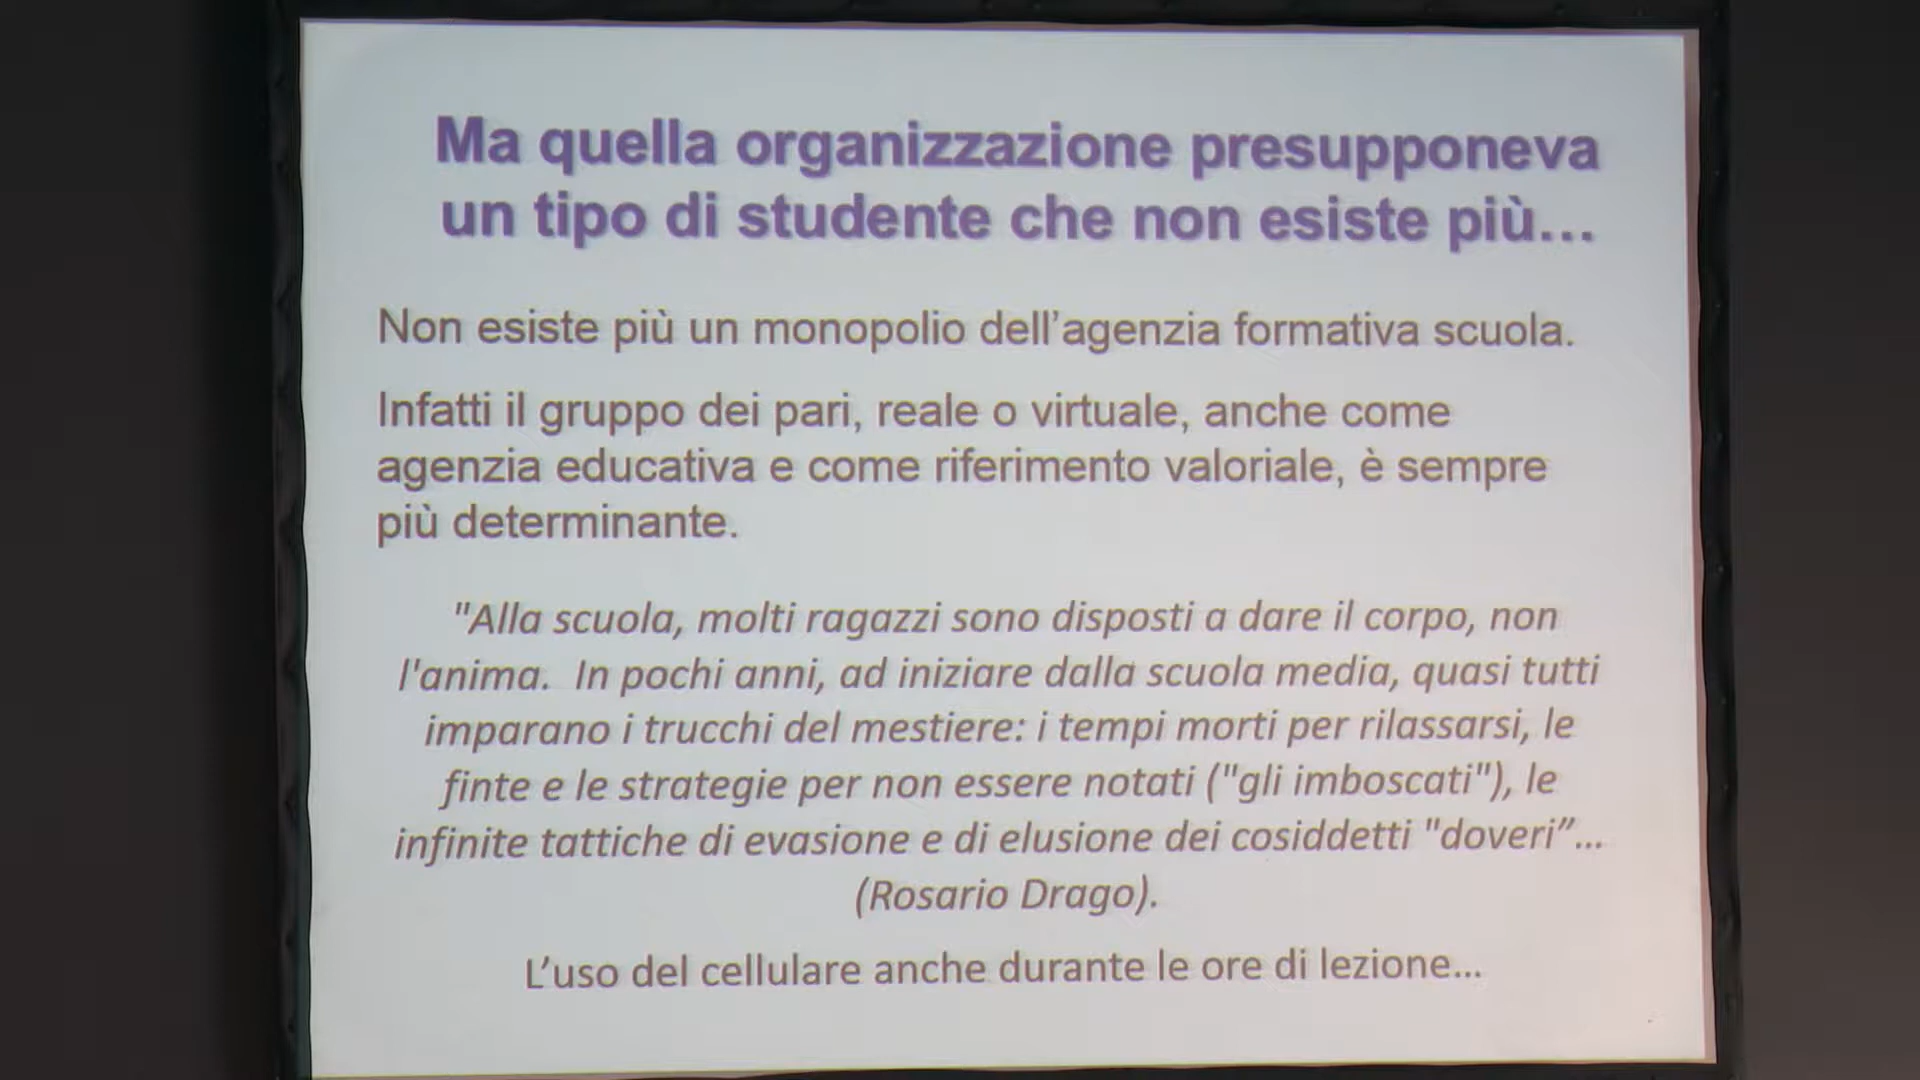 Ma quella organizzazione presupponeva
un tipo di studente che non esiste più...
Non esiste più un monopolio dell’agenzia formativa scuola.
Infatti il gruppo dei pari, reale o virtuale, anche come
agenzia educativa e come riferimento valoriale, è sempre
più determinante.
"Alla scuola, molti ragazzi sono disposti a dare il corpo, non
l'anima.  In pochi anni, ad iniziare dalla scuola media, quasi tutti
imparano i trucchi del mestiere: i tempi morti per rilassarsi, le
finte e le strategie per non essere notati ("gli imboscati"), le
infinite tattiche di evasione e di elusione dei cosiddetti "doveri”...
(Rosario Drago).
L’uso del cellulare anche durante le ore di lezione...